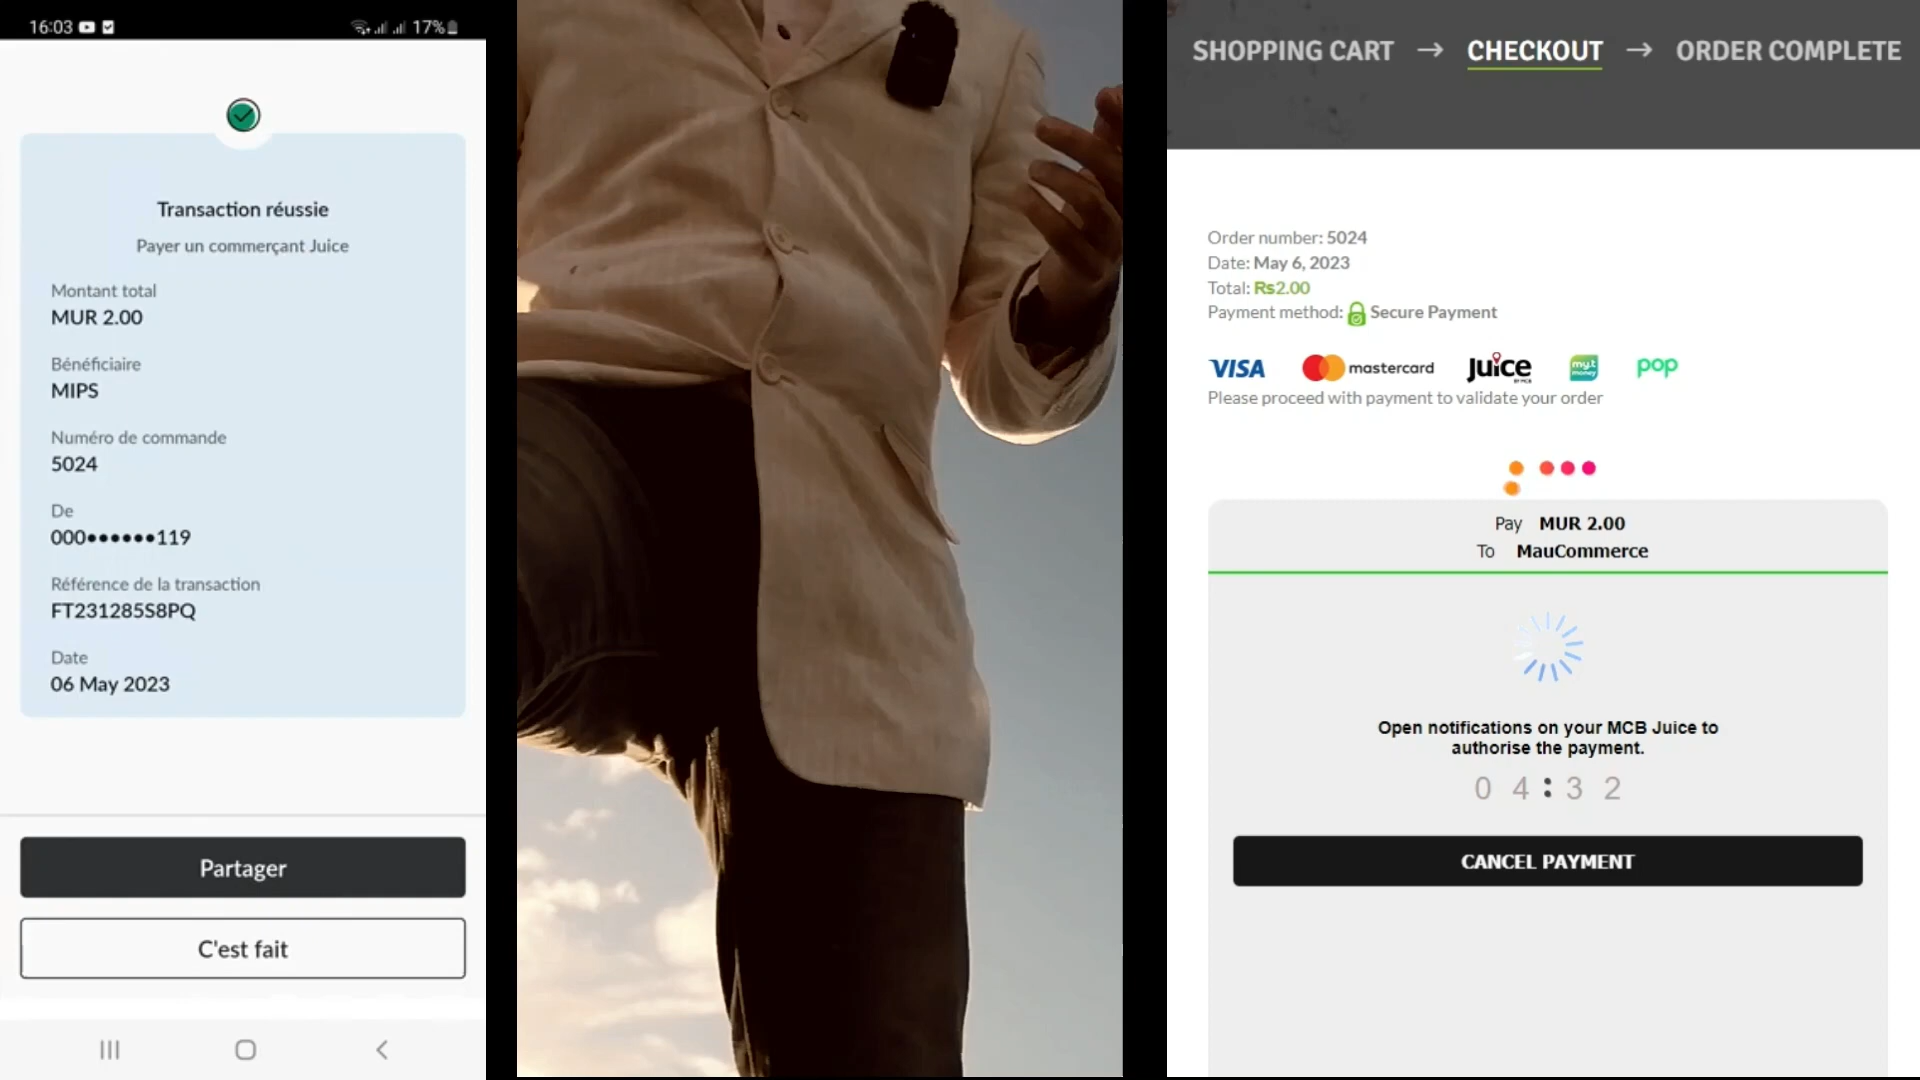 16:03
17%
Transaction réussie
Payer un commerçant Juice
Montant total
MUR 2.00
Bénéficiaire
MIPS
Numéro de commande
5024
De
000••••••119
Référence de la transaction
FT231285S8PQ
Date
06 May 2023
Partager
C'est fait
SHOPPING CART → CHECKOUT → ORDER COMPLETE
Order number: 5024
Date: May 6, 2023
Total: Rs2.00
Payment method: Secure Payment
VISA mastercard Juice BY MCB my.t money pop
Please proceed with payment to validate your order
Pay MUR 2.00
To MauCommerce
Open notifications on your MCB Juice to
authorise the payment.
04:32
CANCEL PAYMENT